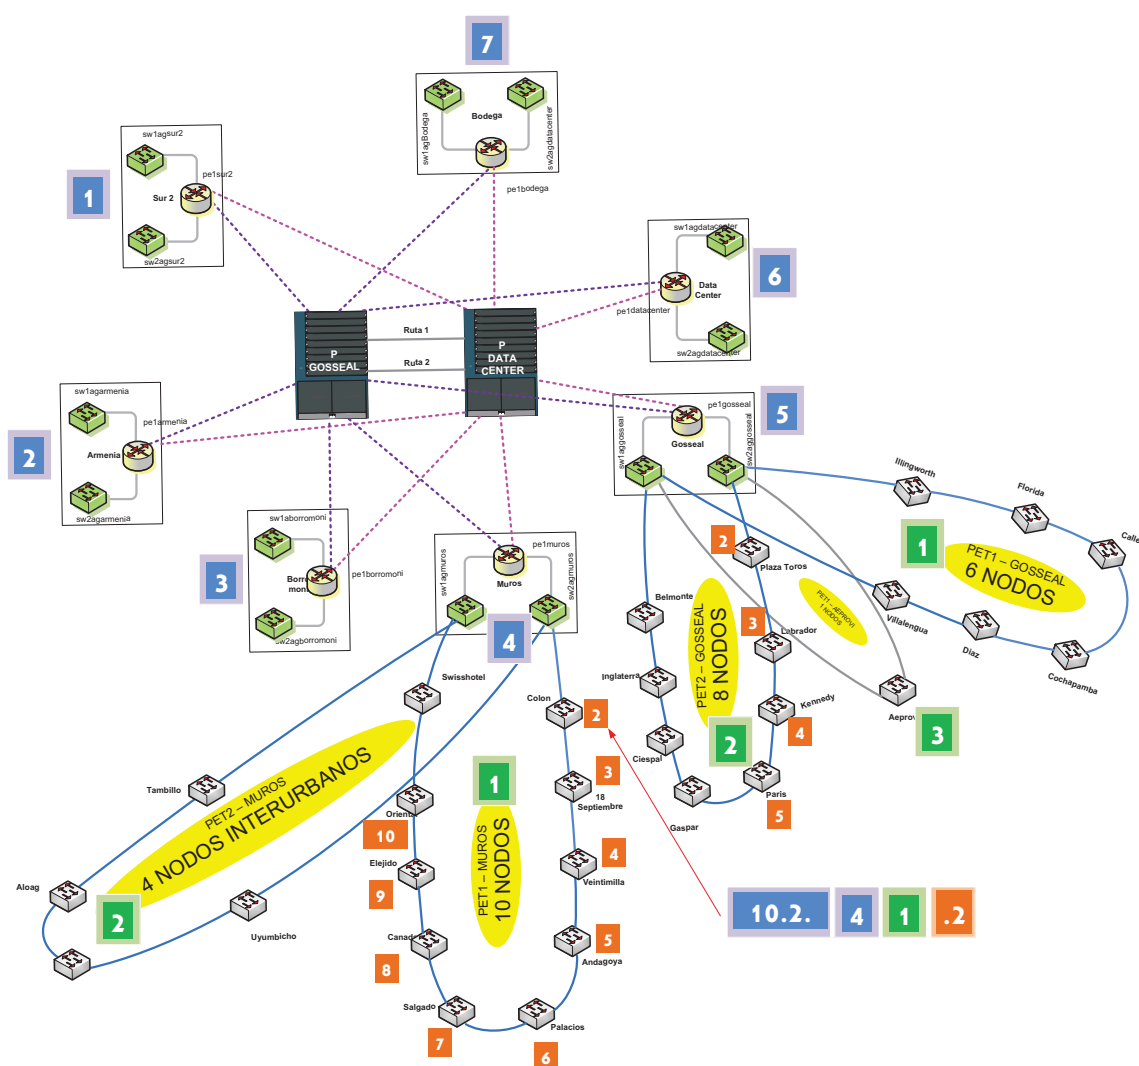 7
sw1agBodega
Bodega
sw2agdatacenter
pe1bodega
1
sw1agsur2
pe1sur2
Sur 2
sw2agsur2
sw1agdatacenter
Data
Center
pe1datacenter
sw2agdatacenter
6
P
GOSSEAL
Ruta 1
Ruta 2
P
DATA
CENTER
2
sw1agarmenia
pe1armenia
Armenia
sw2agarmenia
sw1aggosseal
pe1gosseal
Gosseal
sw2aggosseal
5
3
sw1aborromoni
pe1borromoni
sw2agborromoni
sw1agmuros
pe1muros
Muros
sw2agmuros
4
Illingworth
Florida
Calle
1
PET1 – GOSSEAL
6 NODOS
Villalengua
Diaz
Cochapamba
PET1 – AEPROVI
1 NODOS
3
2
Plaza Toros
3
Labrador
Kennedy
4
Paris
5
Belmonte
Inglaterra
Ciespal
Gaspar
PET2 – GOSSEAL
8 NODOS
2
Swisshotel
Colon
2
3
18
Septiembre
4
Veintimilla
5
Andagoya
Palacios
6
Salgado
7
8
Elejido
9
10
1
PET1 – MUROS
10 NODOS
Tambillo
Aloag
Uyumbicho
PET2 – MUROS
4 NODOS INTERURBANOS
2
10.2. 4 1 .2